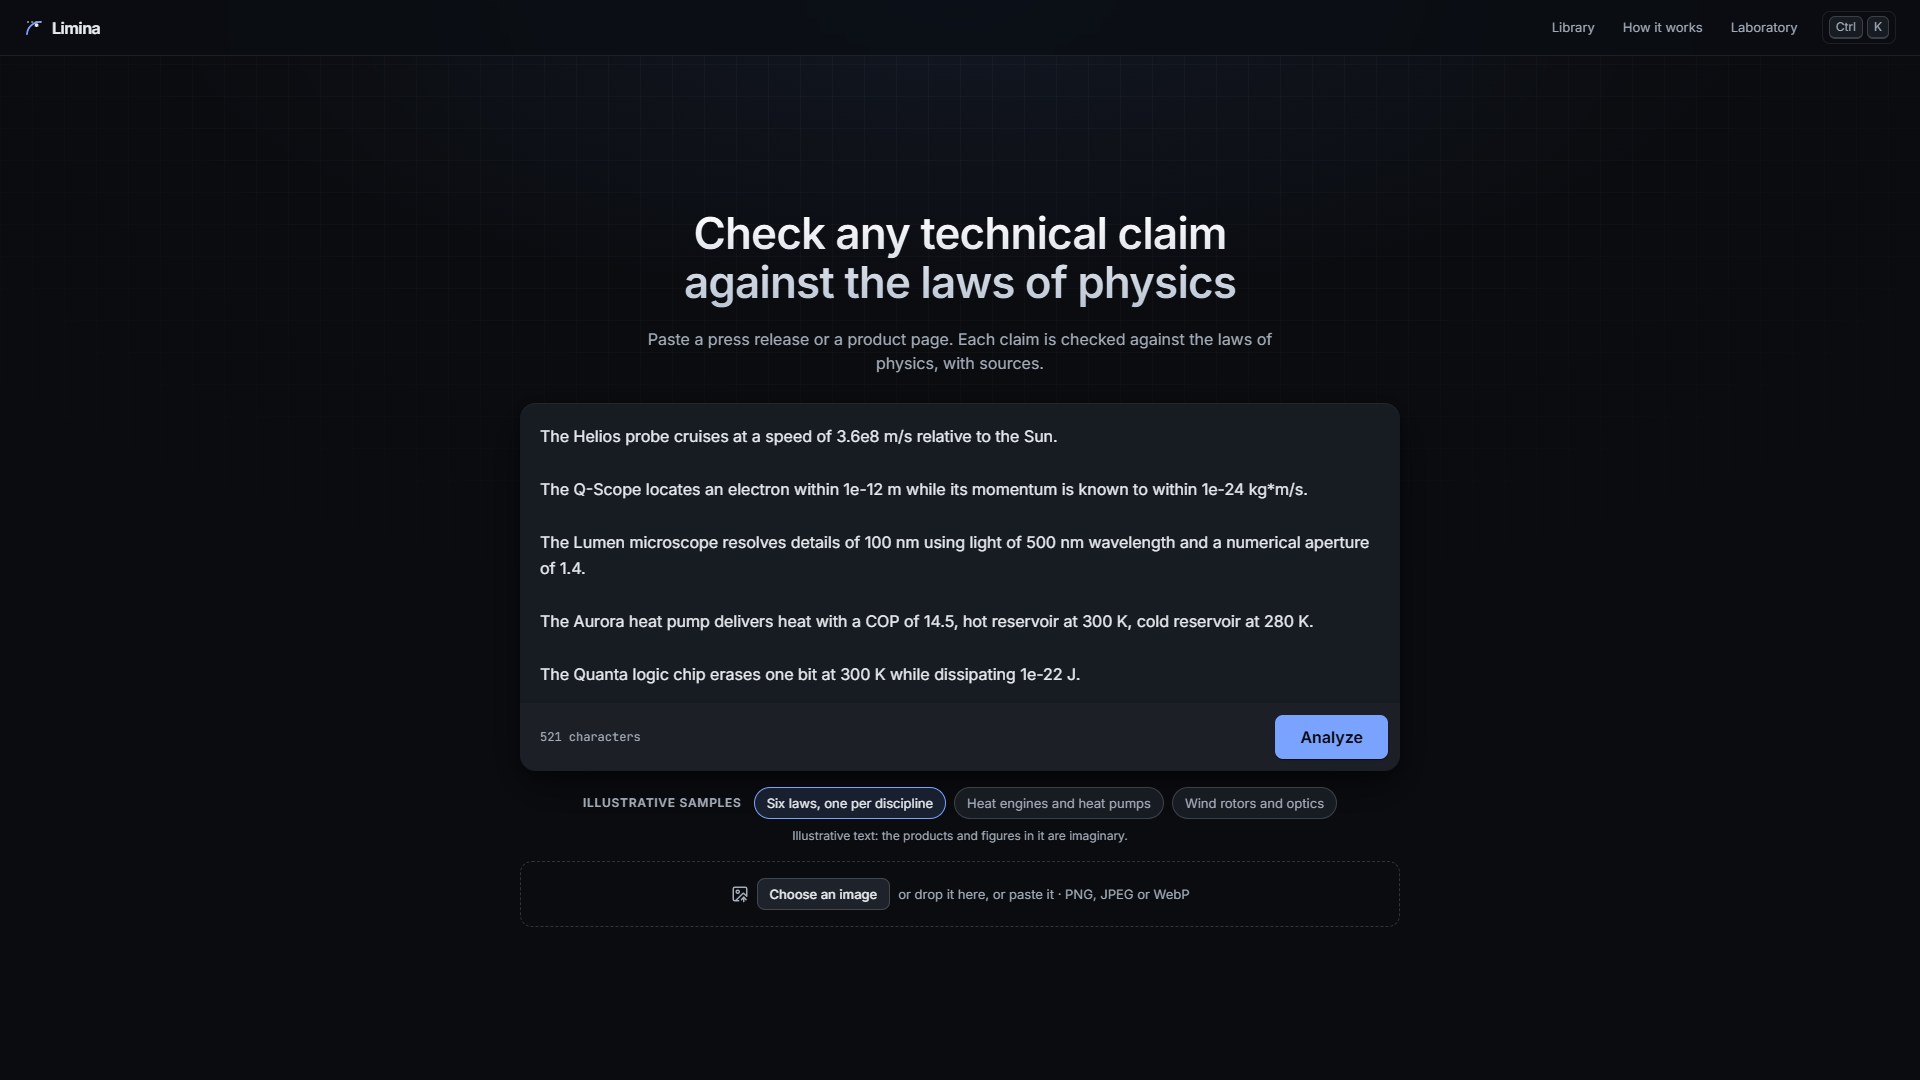 Limina
Library
How it works
Laboratory
Ctrl K
Check any technical claim
against the laws of physics
Paste a press release or a product page. Each claim is checked against the laws of
physics, with sources.
The Helios probe cruises at a speed of 3.6e8 m/s relative to the Sun.
The Q-Scope locates an electron within 1e-12 m while its momentum is known to within 1e-24 kg*m/s.
The Lumen microscope resolves details of 100 nm using light of 500 nm wavelength and a numerical aperture
of 1.4.
The Aurora heat pump delivers heat with a COP of 14.5, hot reservoir at 300 K, cold reservoir at 280 K.
The Quanta logic chip erases one bit at 300 K while dissipating 1e-22 J.
521 characters
Analyze
ILLUSTRATIVE SAMPLES
Six laws, one per discipline
Heat engines and heat pumps
Wind rotors and optics
Illustrative text: the products and figures in it are imaginary.
Choose an image or drop it here, or paste it · PNG, JPEG or WebP